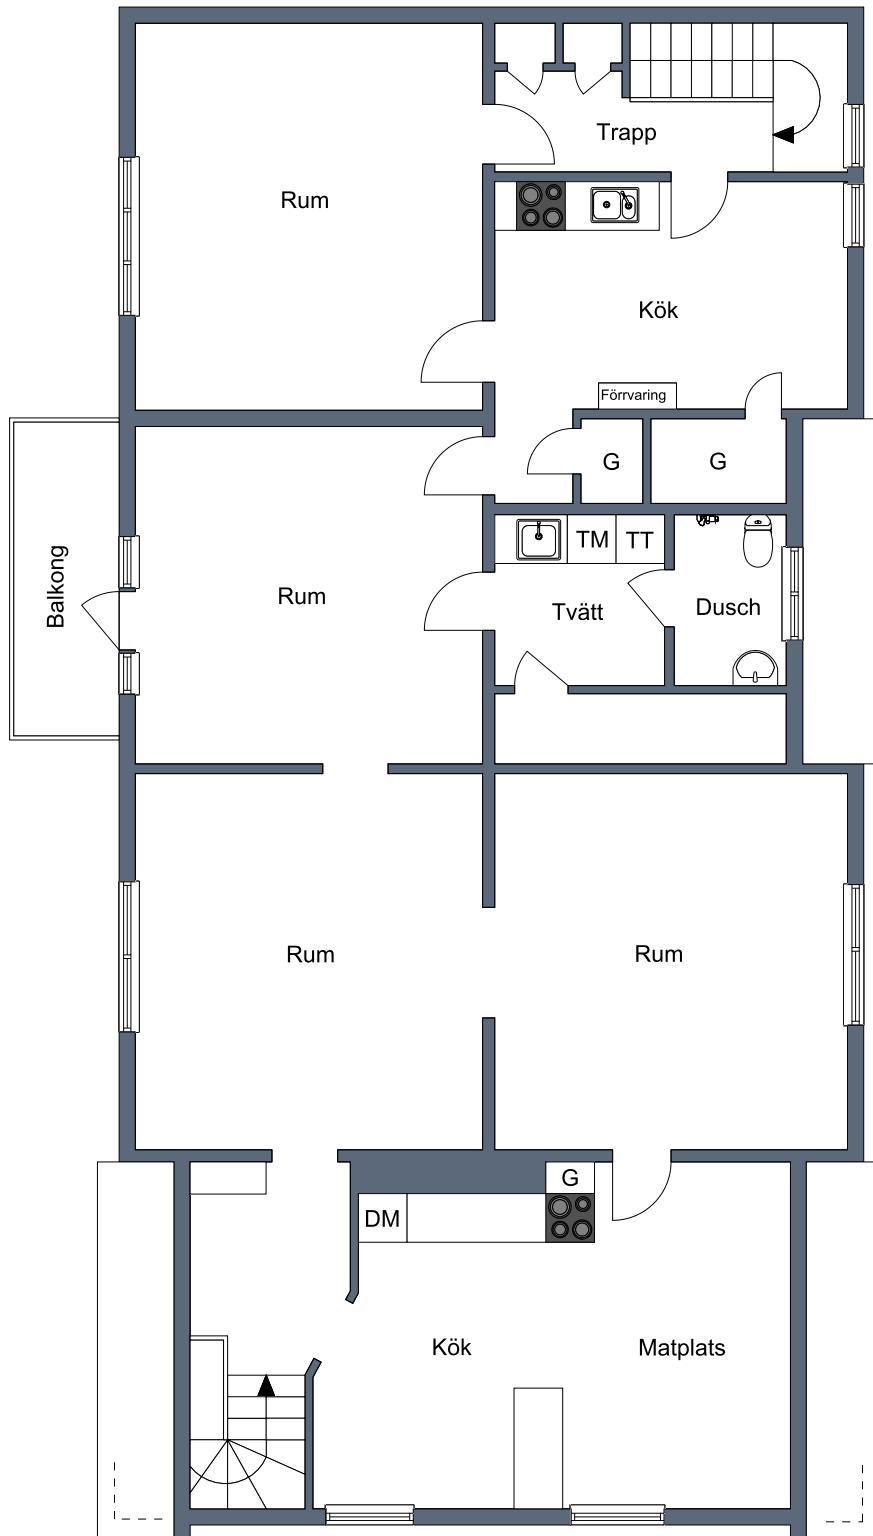 Trapp
Rum
Kök
Förrvaring
G
G
Balkong
Rum
TM
TT
Tvätt
Dusch
Rum
Rum
G
DM
Kök
Matplats